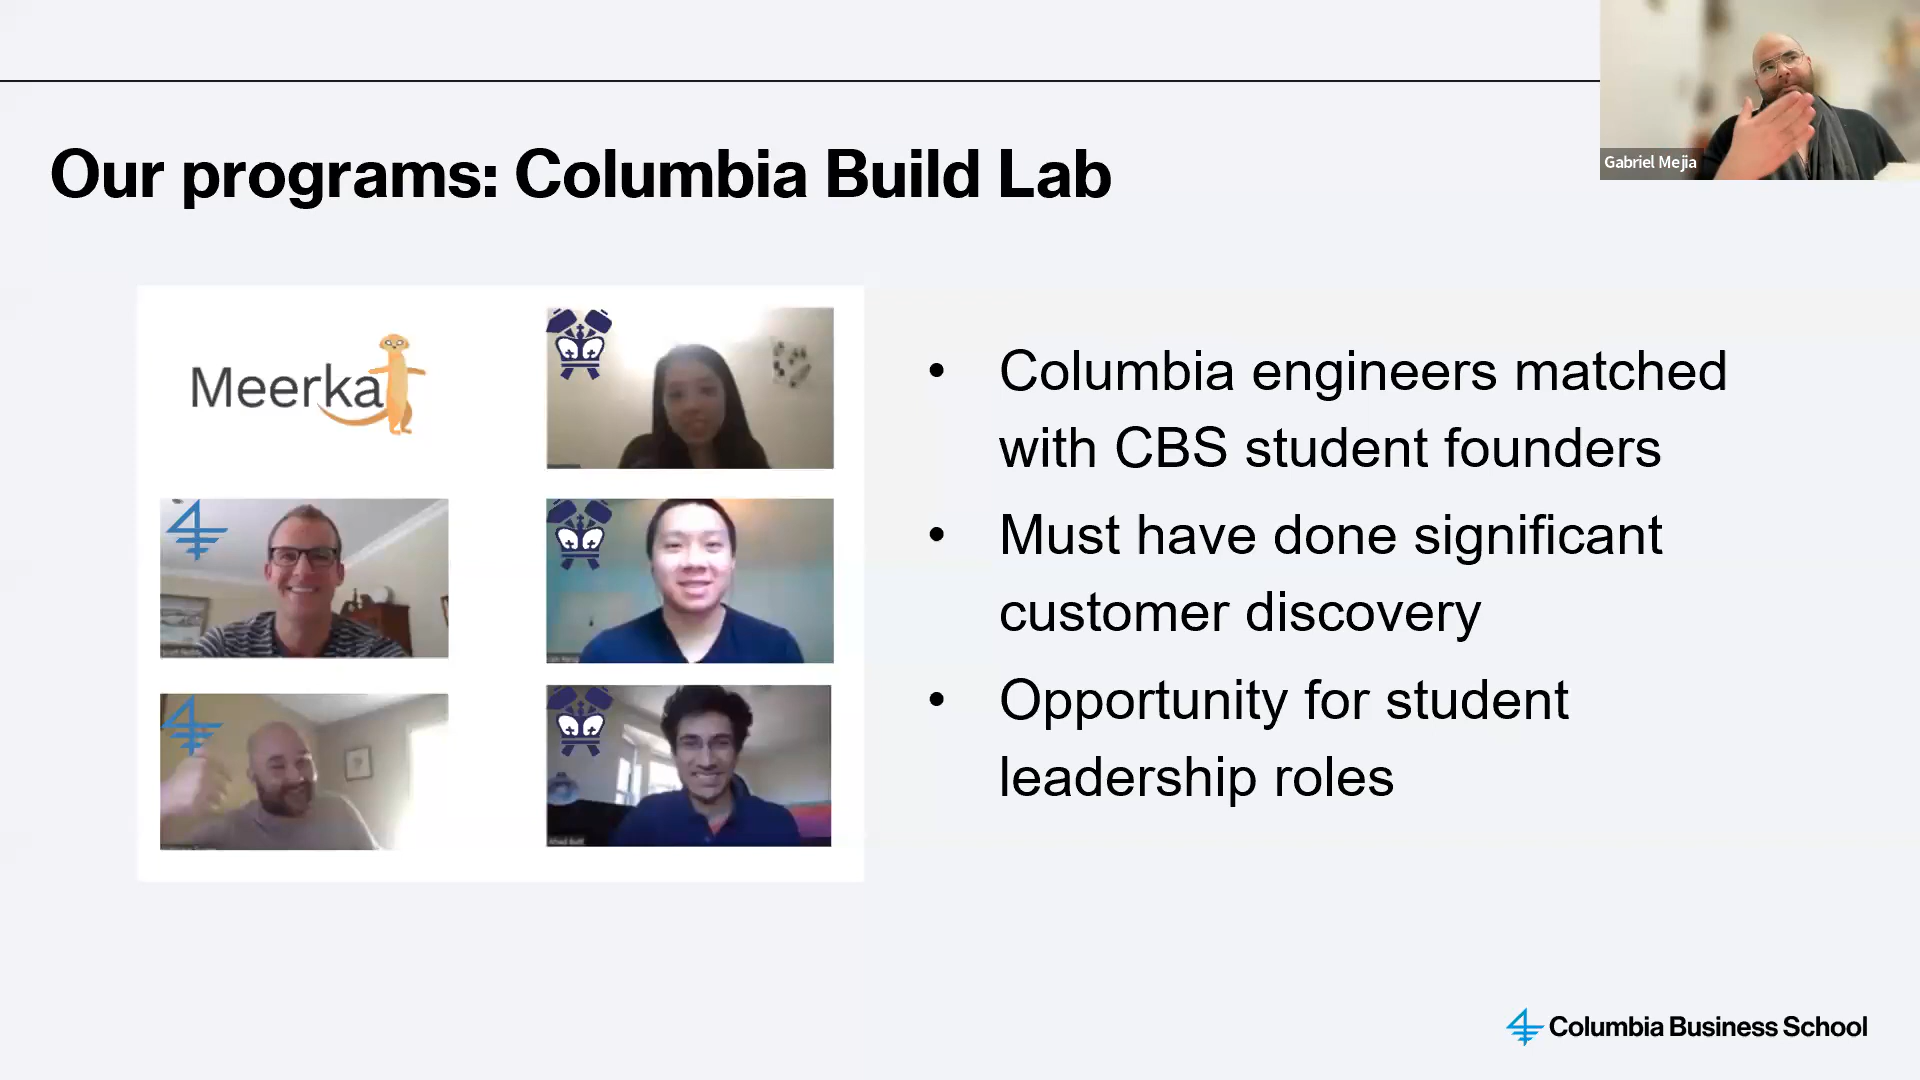 Gabriel Mejia
Our programs: Columbia Build Lab
Meerkat
• Columbia engineers matched
with CBS student founders
• Must have done significant
customer discovery
• Opportunity for student
leadership roles
Columbia Business School